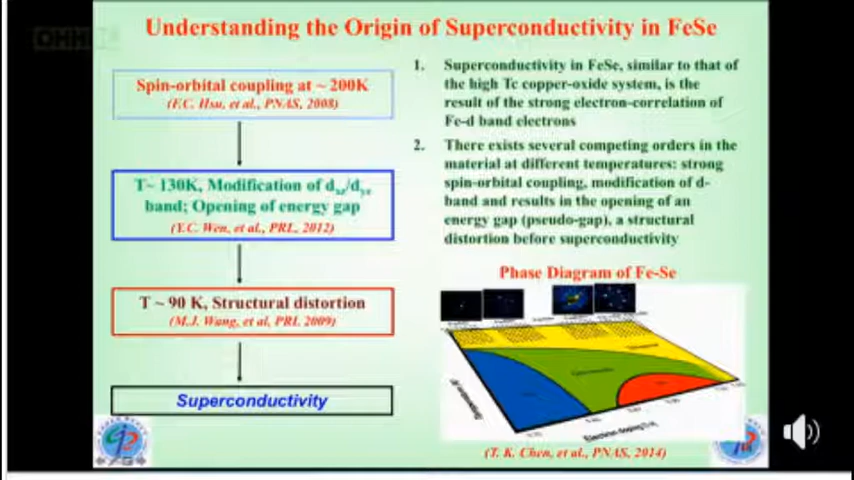 Understanding the Origin of Superconductivity in FeSe
Spin-orbital coupling at ~ 200K
(F.C. Hsu, et al., PNAS, 2008)
T~ 130K, Modification of dxz/dyz
band; Opening of energy gap
(Y.C. Wen, et al., PRL, 2012)
T ~ 90 K, Structural distortion
(M.J. Wang, et al, PRL 2009)
Superconductivity
1. Superconductivity in FeSe, similar to that of
the high Tc copper-oxide system, is the
result of the strong electron-correlation of
Fe-d band electrons
2. There exists several competing orders in the
material at different temperatures: strong
spin-orbital coupling, modification of d-
band and results in the opening of an
energy gap (pseudo-gap), a structural
distortion before superconductivity
Phase Diagram of Fe-Se
(T. K. Chen, et al., PNAS, 2014)